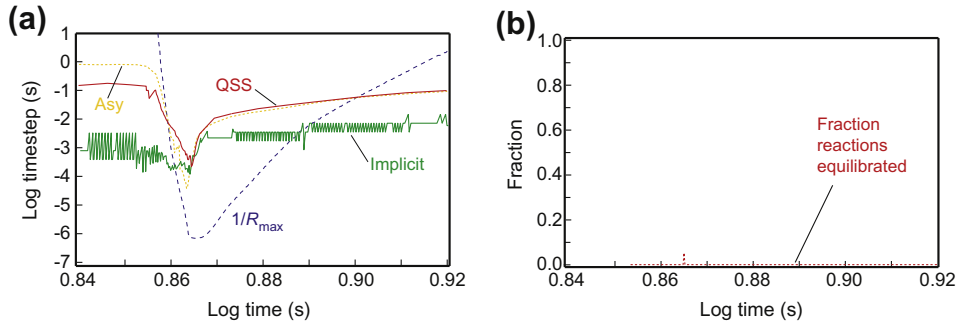 (a)
Log timestep (s)
1
0
-1
-2
-3
-4
-5
-6
-7
Asy
QSS
Implicit
1/Rmax
0.84
0.86
0.88
0.90
0.92
Log time (s)
(b)
Fraction
1.0
0.8
0.6
0.4
0.2
0.0
Fraction
reactions
equilibrated
0.84
0.86
0.88
0.90
0.92
Log time (s)